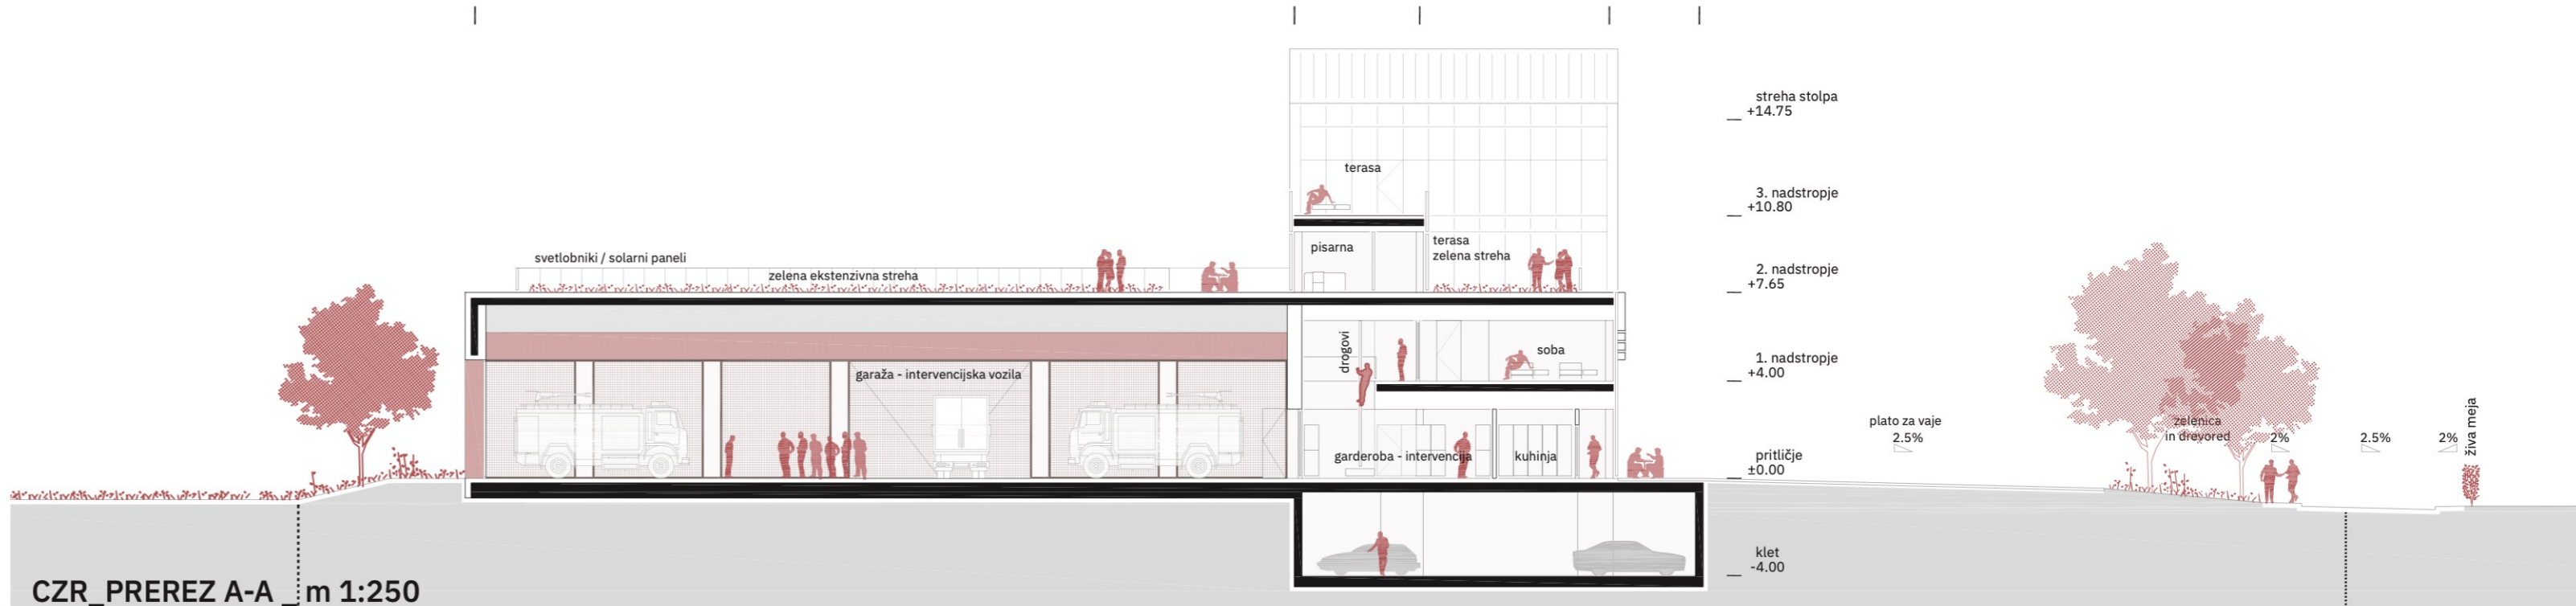 streha stolpa
+14.75
terasa
3. nadstropje
+10.80
pisarna
terasa
zelena streha
svetlobniki / solarni paneli
zelena ekstenzivna streha
2. nadstropje
+7.65
drogovi
soba
1. nadstropje
+4.00
garaža - intervencijska vozila
plato za vaje
2.5%
zelenica
in drevored
2%
2.5%
2%
živa meja
garderoba - intervencija
kuhinja
pritličje
±0.00
klet
-4.00
CZR_PREREZ A-A _ m 1:250